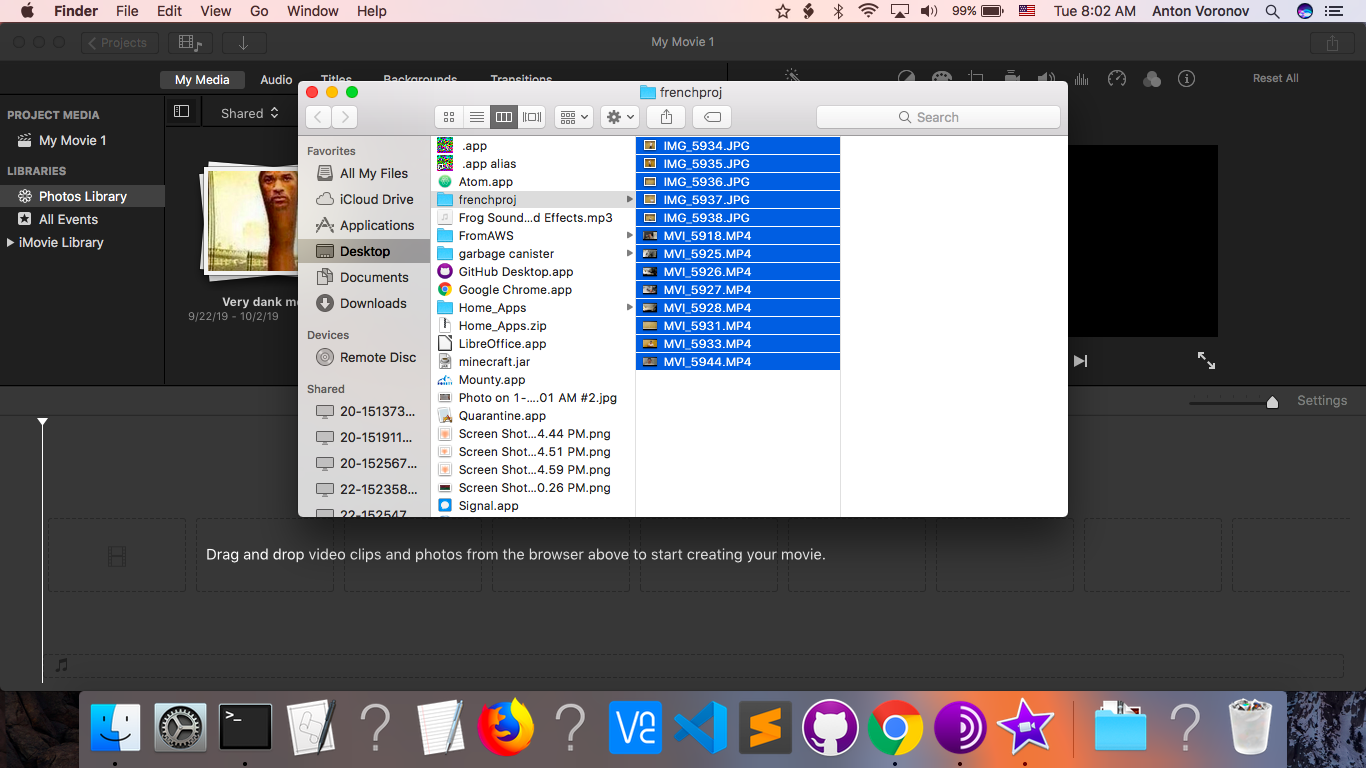 Finder File Edit View Go Window Help 99% Tue 8:02 AM Anton Voronov
Projects My Movie 1
My Media Audio Titles Backgrounds Transitions Reset All
PROJECT MEDIA
My Movie 1
LIBRARIES
Photos Library
All Events
iMovie Library
Shared
Very dank m
9/22/19 - 10/2/19
frenchproj
Search
Favorites
All My Files
iCloud Drive
Applications
Desktop
Documents
Downloads
Devices
Remote Disc
Shared
20-151373...
20-151911...
20-152567...
22-152358...
22-152547
.app
.app alias
Atom.app
frenchproj
Frog Sound...d Effects.mp3
FromAWS
garbage canister
GitHub Desktop.app
Google Chrome.app
Home_Apps
Home_Apps.zip
LibreOffice.app
minecraft.jar
Mounty.app
Photo on 1-....01 AM #2.jpg
Quarantine.app
Screen Shot...4.44 PM.png
Screen Shot...4.51 PM.png
Screen Shot...4.59 PM.png
Screen Shot...0.26 PM.png
Signal.app
IMG_5934.JPG
IMG_5935.JPG
IMG_5936.JPG
IMG_5937.JPG
IMG_5938.JPG
MVI_5918.MP4
MVI_5925.MP4
MVI_5926.MP4
MVI_5927.MP4
MVI_5928.MP4
MVI_5931.MP4
MVI_5933.MP4
MVI_5944.MP4
Settings
Drag and drop video clips and photos from the browser above to start creating your movie.